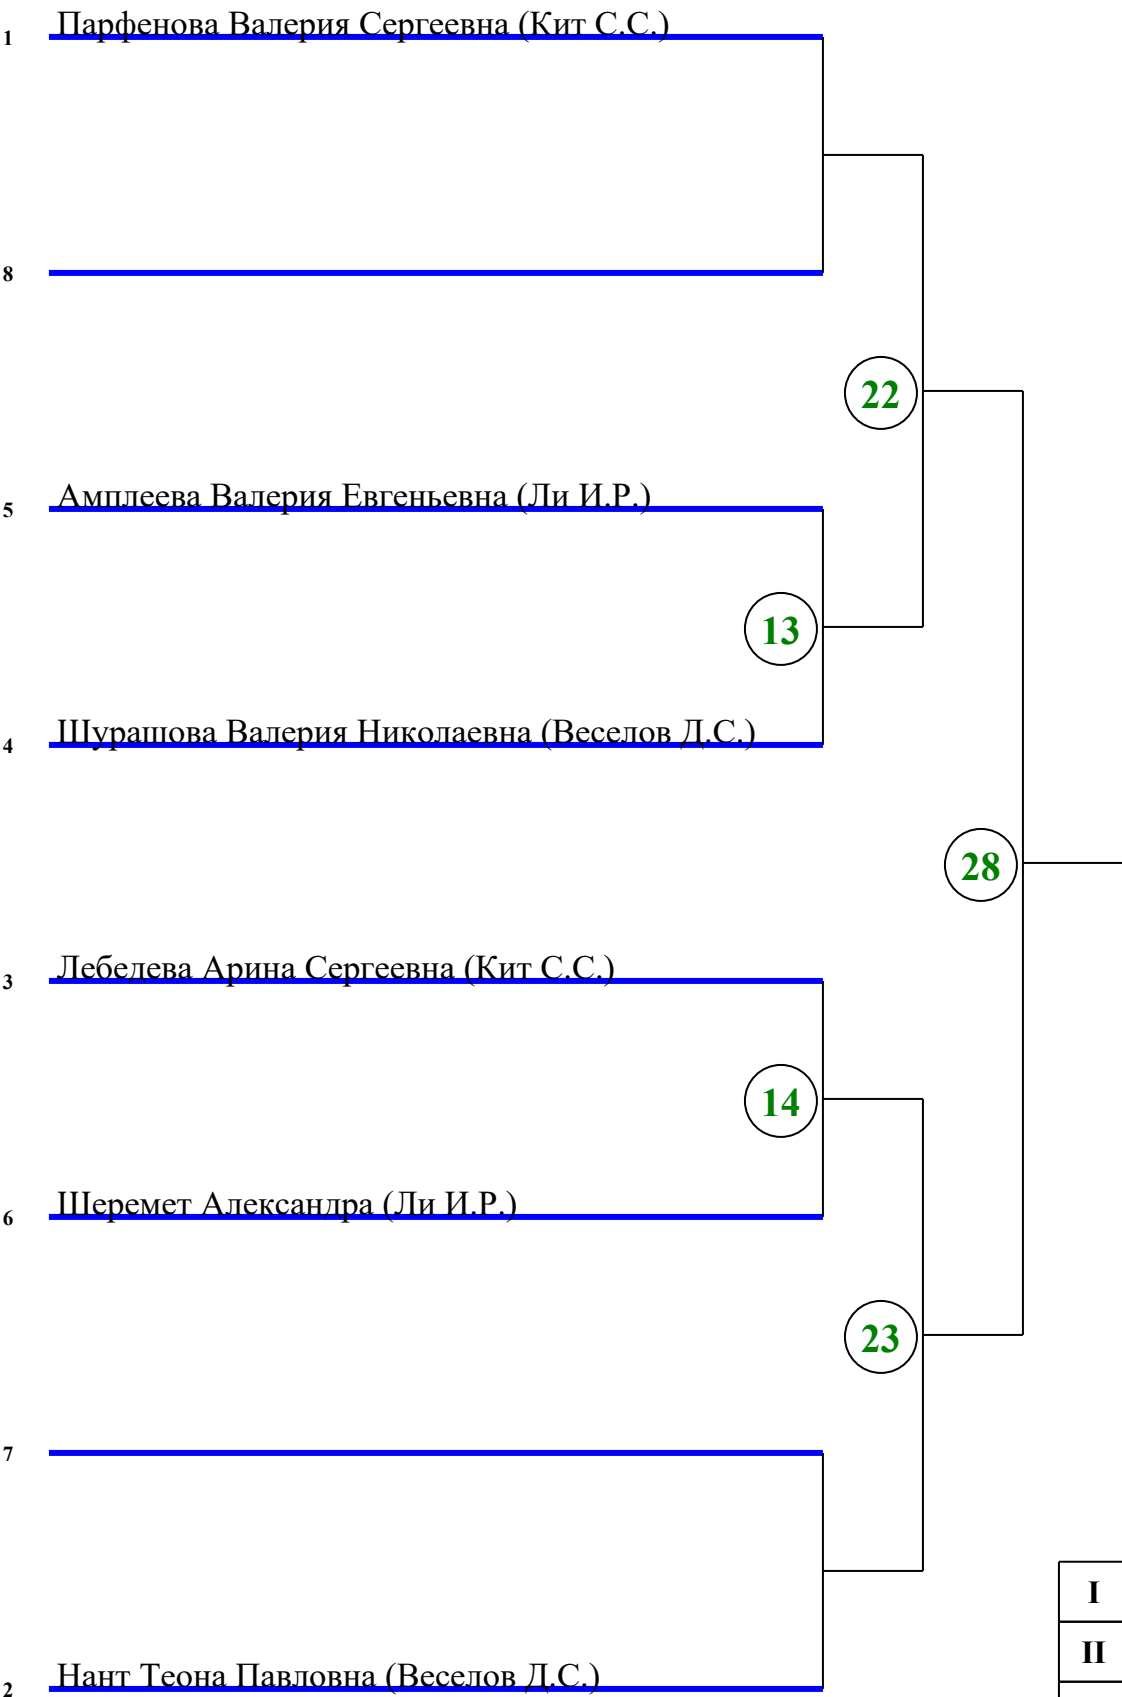 1 Парфенова Валерия Сергеевна (Кит С.С.)
8
22
5 Амплеева Валерия Евгеньевна (Ли И.Р.)
13
4 Шурашова Валерия Николаевна (Веселов Д.С.)
28
3 Лебедева Арина Сергеевна (Кит С.С.)
14
6 Шеремет Александра (Ли И.Р.)
23
7
I
II
2 Нант Теона Павловна (Веселов Д.С.)